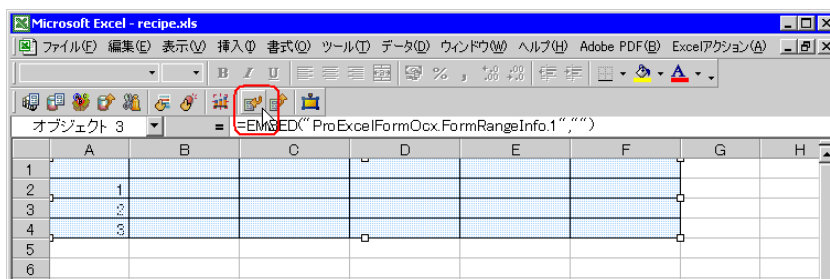 Microsoft Excel - recipe.xls
ファイル(F) 編集(E) 表示(V) 挿入(I) 書式(O) ツール(T) データ(D) ウィンドウ(W) ヘルプ(H) Adobe PDF(B) Excelアクション(A)
B I U % ,
オブジェクト 3 = =EMBED("ProExcelFormOcx.FormRangeInfo.1","")
A B C D E F G H
1
2 1
3 2
4 3
5
6